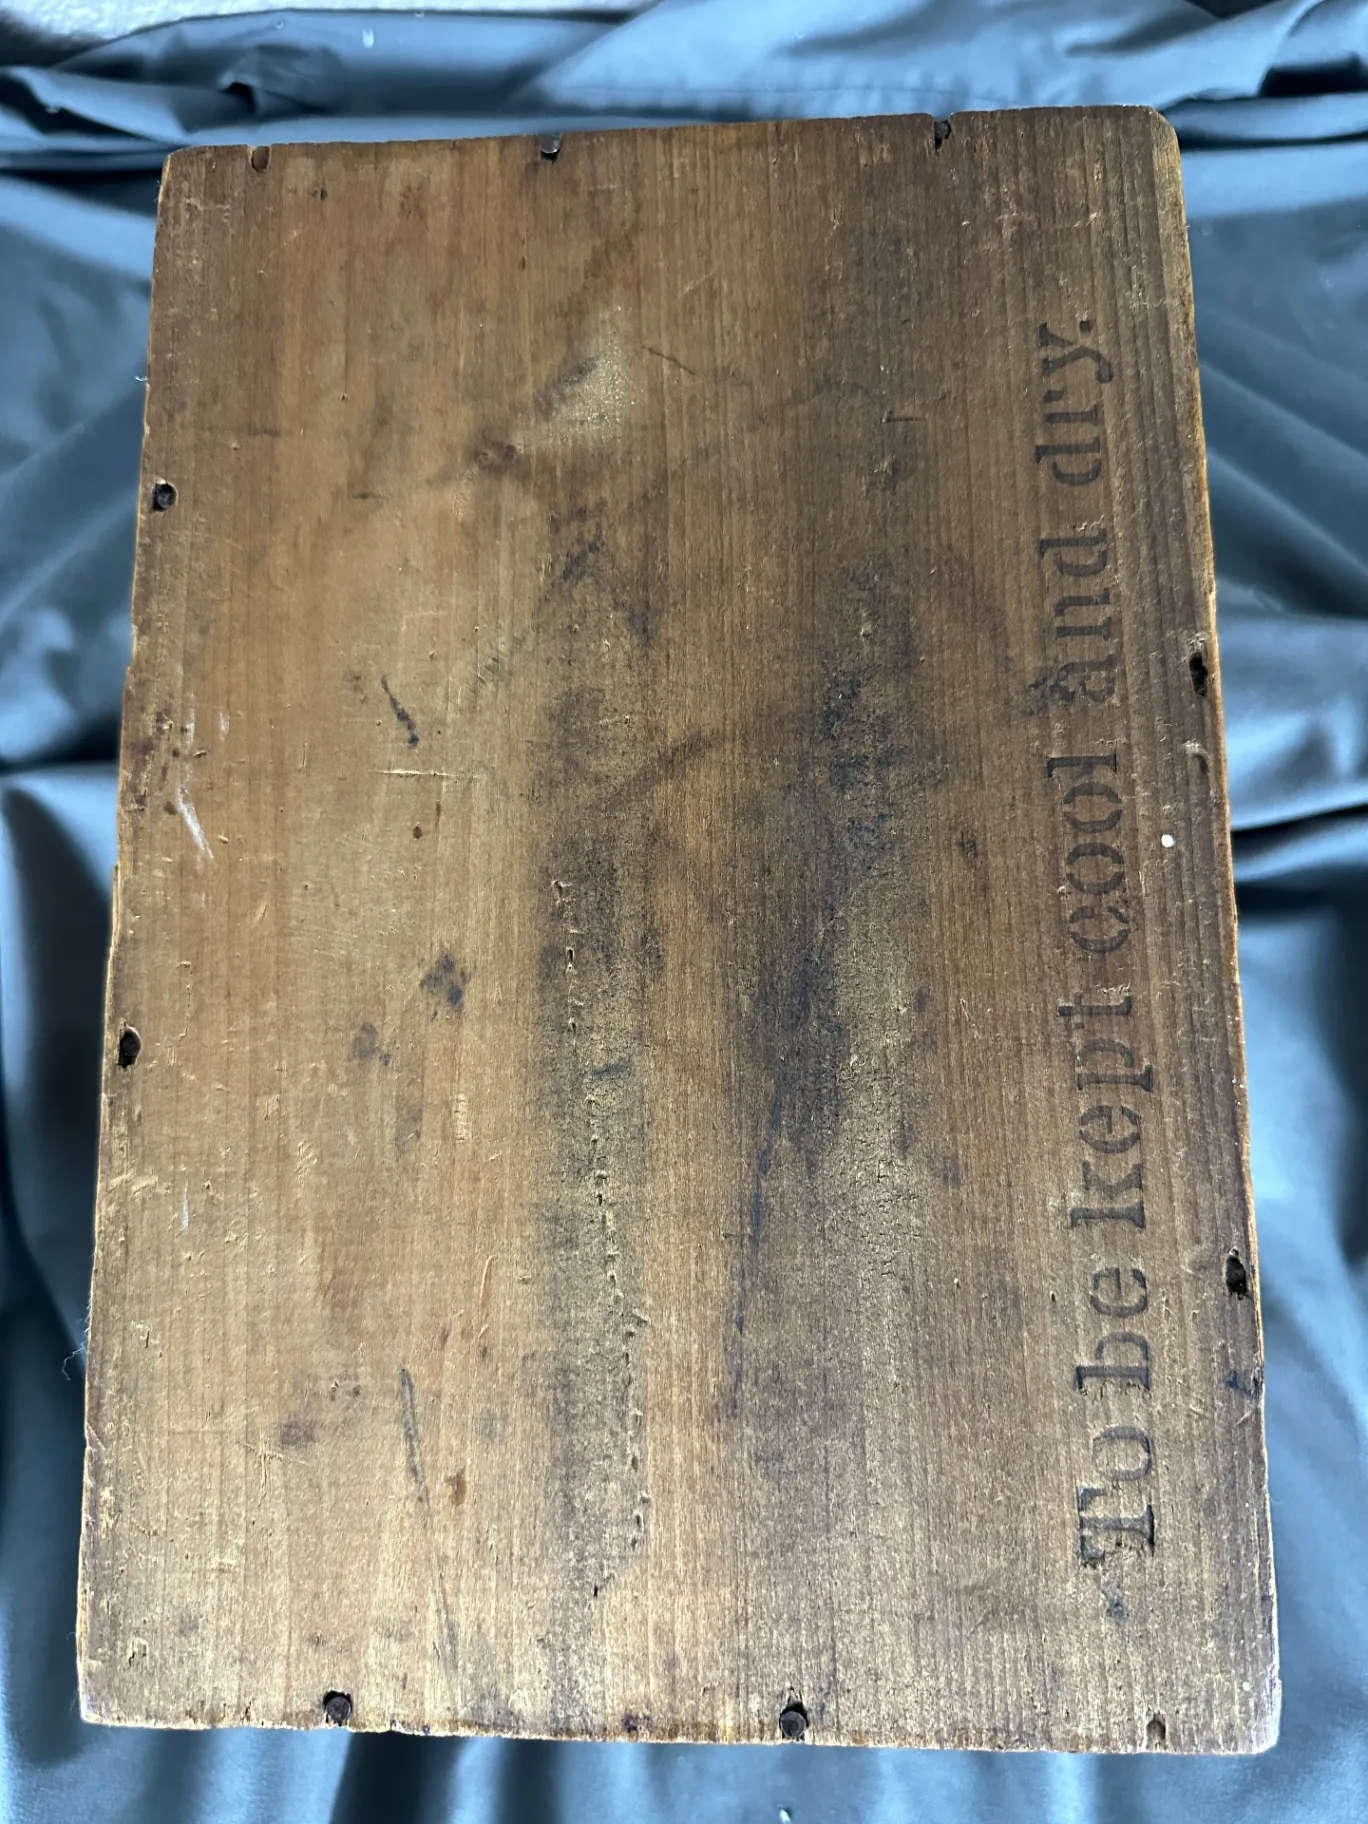 To be kept cool and dry.